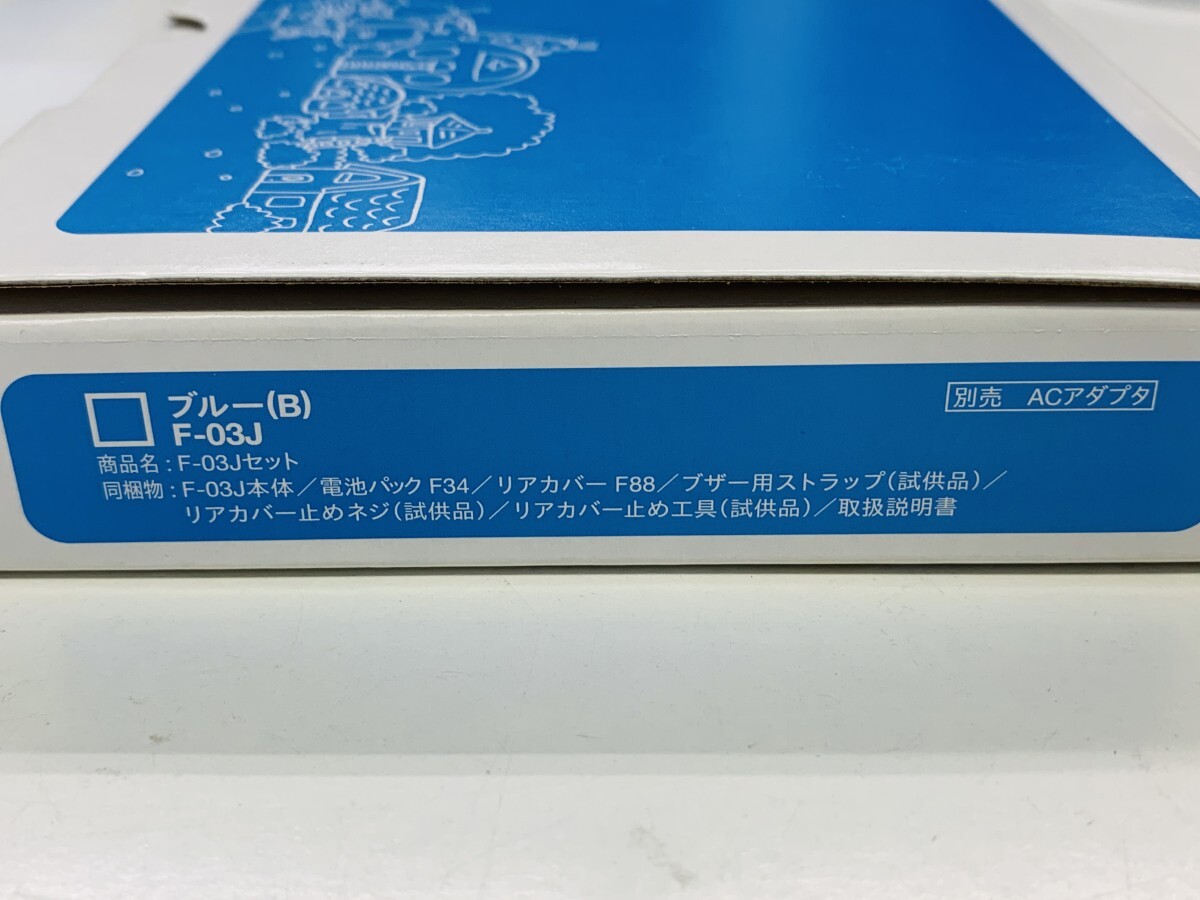 ブルー(B)
別売 ACアダプタ
F-03J
商品名:F-03Jセット
同梱物:F-03J本体/電池パック F34/リアカバー F88/ブザー用ストラップ(試供品)/
リアカバー止めネジ(試供品)/リアカバー止め工具(試供品)/取扱説明書